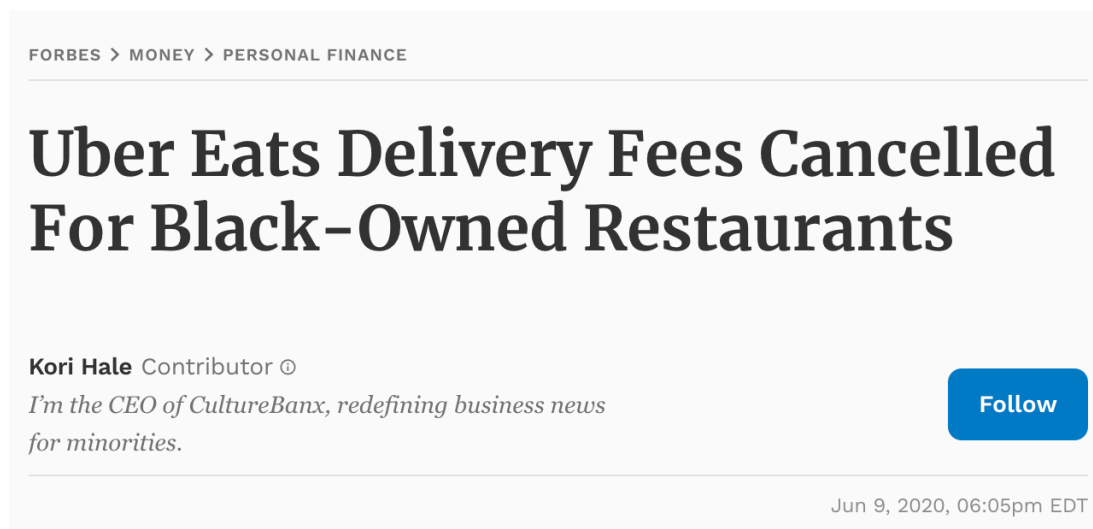 FORBES > MONEY > PERSONAL FINANCE
Uber Eats Delivery Fees Cancelled
For Black-Owned Restaurants
Kori Hale Contributor
I'm the CEO of CultureBanx, redefining business news
for minorities.
Follow
Jun 9, 2020, 06:05pm EDT